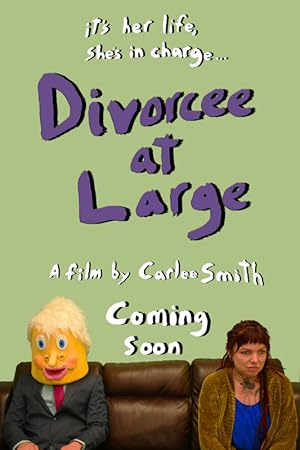 it's her life,
she's in charge...
Divorcee
at
Large
A film by Carlee Smith
Coming
Soon